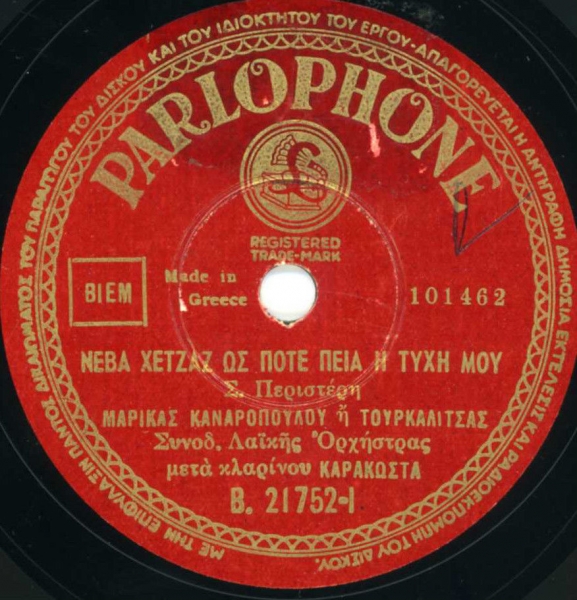 ΜΕ ΤΗΝ ΕΠΙΦΥΛΑΞΙΝ ΠΑΝΤΟΣ ΔΙΚΑΙΩΜΑΤΟΣ ΤΟΥ ΠΑΡΑΓΩΓΟΥ ΤΟΥ ΔΙΣΚΟΥ ΚΑΙ ΤΟΥ ΙΔΙΟΚΤΗΤΟΥ ΤΟΥ ΕΡΓΟΥ-ΑΠΑΓΟΡΕΥΕΤΑΙ Η ΑΝΤΙΓΡΑΦΗ ΔΗΜΟΣΙΑ ΕΚΤΕΛΕΣΙΣ ΚΑΙ ΡΑΔΙΟΕΚΠΟΜΠΗ ΤΟΥ ΔΙΣΚΟΥ.
PARLOPHONE
REGISTERED
TRADE-MARK
BIEM
Made in
Greece
101462
ΝΕΒΑ ΧΕΤΖΑΖ ΩΣ ΠΟΤΕ ΠΕΙΑ Η ΤΥΧΗ ΜΟΥ
Σ. Περιστέρη
ΜΑΡΙΚΑΣ ΚΑΝΑΡΟΠΟΥΛΟΥ ἤ ΤΟΥΡΚΑΛΙΤΣΑΣ
Συνοδ. Λαϊκῆς Ὀρχήστρας
μετὰ κλαρίνου ΚΑΡΑΚΩΣΤΑ
B. 21752-I